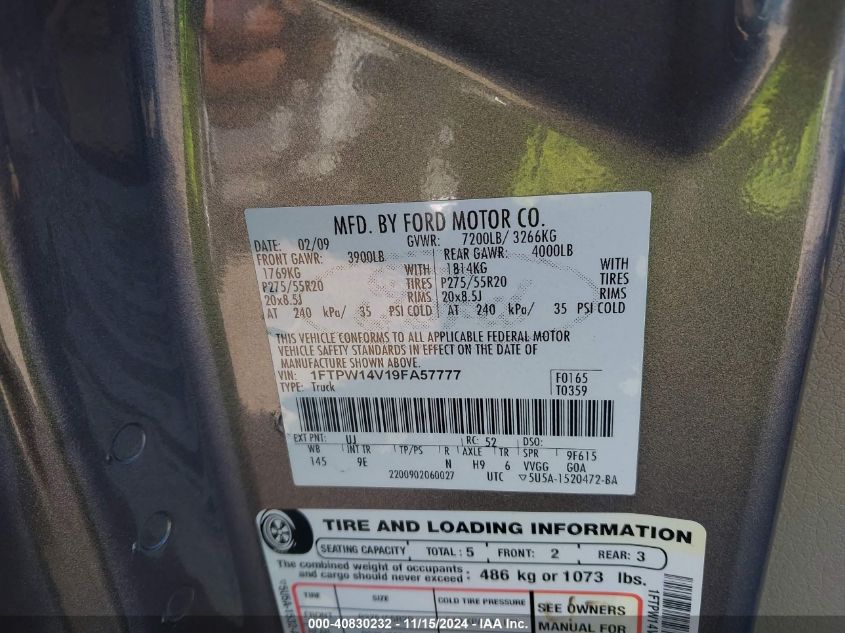 MFD. BY FORD MOTOR CO.
DATE: 02/09 GVWR: 7200LB/ 3266KG
FRONT GAWR: 3900LB REAR GAWR: 4000LB
1769KG WITH 1814KG WITH
P275/55R20 TIRES P275/55R20 TIRES
20x8.5J RIMS 20x8.5J RIMS
AT 240 kPa/ 35 PSI COLD AT 240 kPa/ 35 PSI COLD
THIS VEHICLE CONFORMS TO ALL APPLICABLE FEDERAL MOTOR
VEHICLE SAFETY STANDARDS IN EFFECT ON THE DATE OF
MANUFACTURE SHOWN ABOVE.
VIN: 1FTPW14V19FA57777 F0165
TYPE: Truck T0359
EXT PNT: UJ RC: 52 DSO:
WB INT TR TP/PS R AXLE TR SPR 9F615
145 9E N H9 6 VVGG GOA
2200902060027 UTC ▽5U5A-1520472-BA
TIRE AND LOADING INFORMATION
SEATING CAPACITY TOTAL: 5 FRONT: 2 REAR: 3
The combined weight of occupants
and cargo should never exceed: 486 kg or 1073 lbs.
TIRE SIZE COLD TIRE PRESSURE SEE OWNERS
MANUAL FOR
1FTPW14
000-40830232 - 11/15/2024 - IAA Inc.